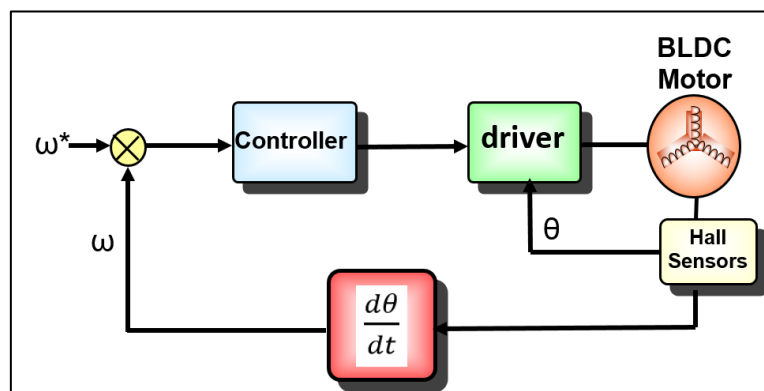 BLDC
Motor
ω*
Controller
driver
θ
Hall
Sensors
ω
dθ
dt